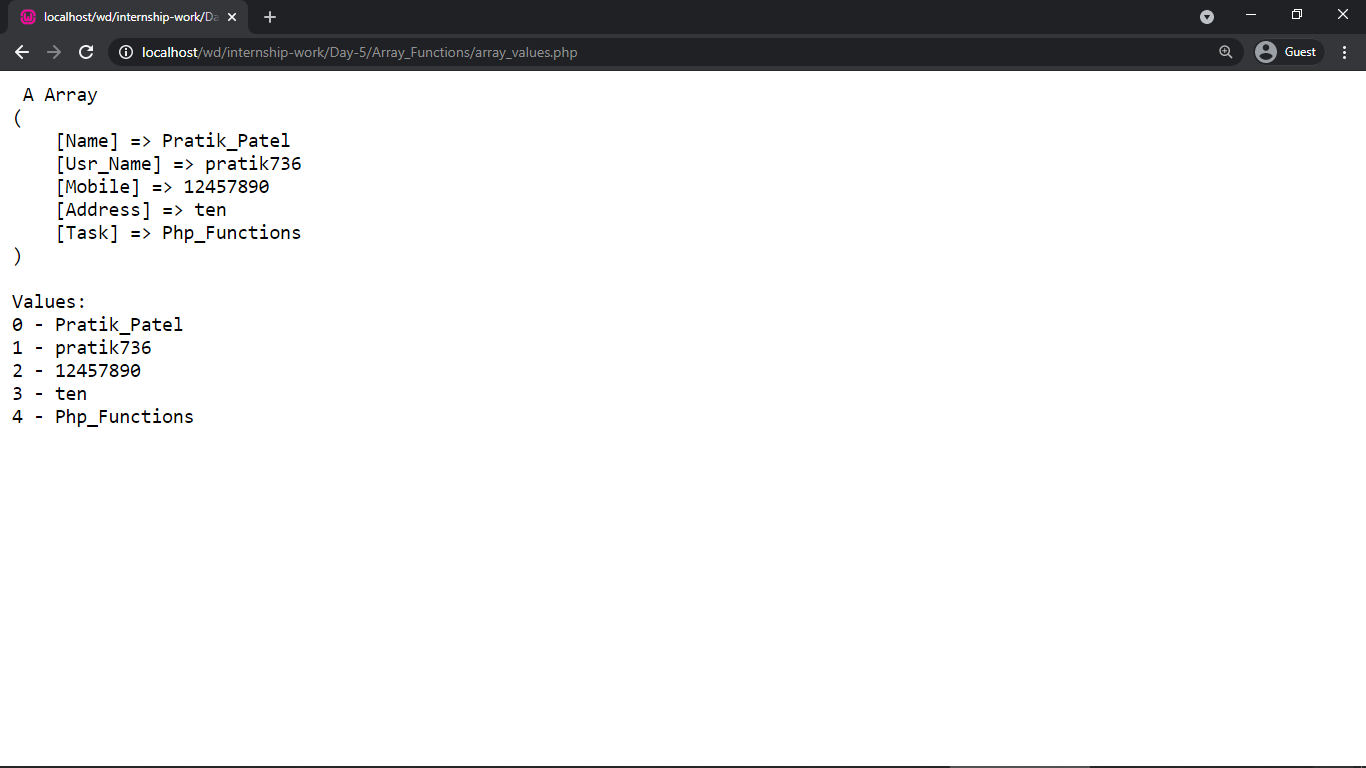 localhost/wd/internship-work/Da
localhost/wd/internship-work/Day-5/Array_Functions/array_values.php
Guest
A Array
(
[Name] => Pratik_Patel
[Usr_Name] => pratik736
[Mobile] => 12457890
[Address] => ten
[Task] => Php_Functions
)
Values:
0 - Pratik_Patel
1 - pratik736
2 - 12457890
3 - ten
4 - Php_Functions